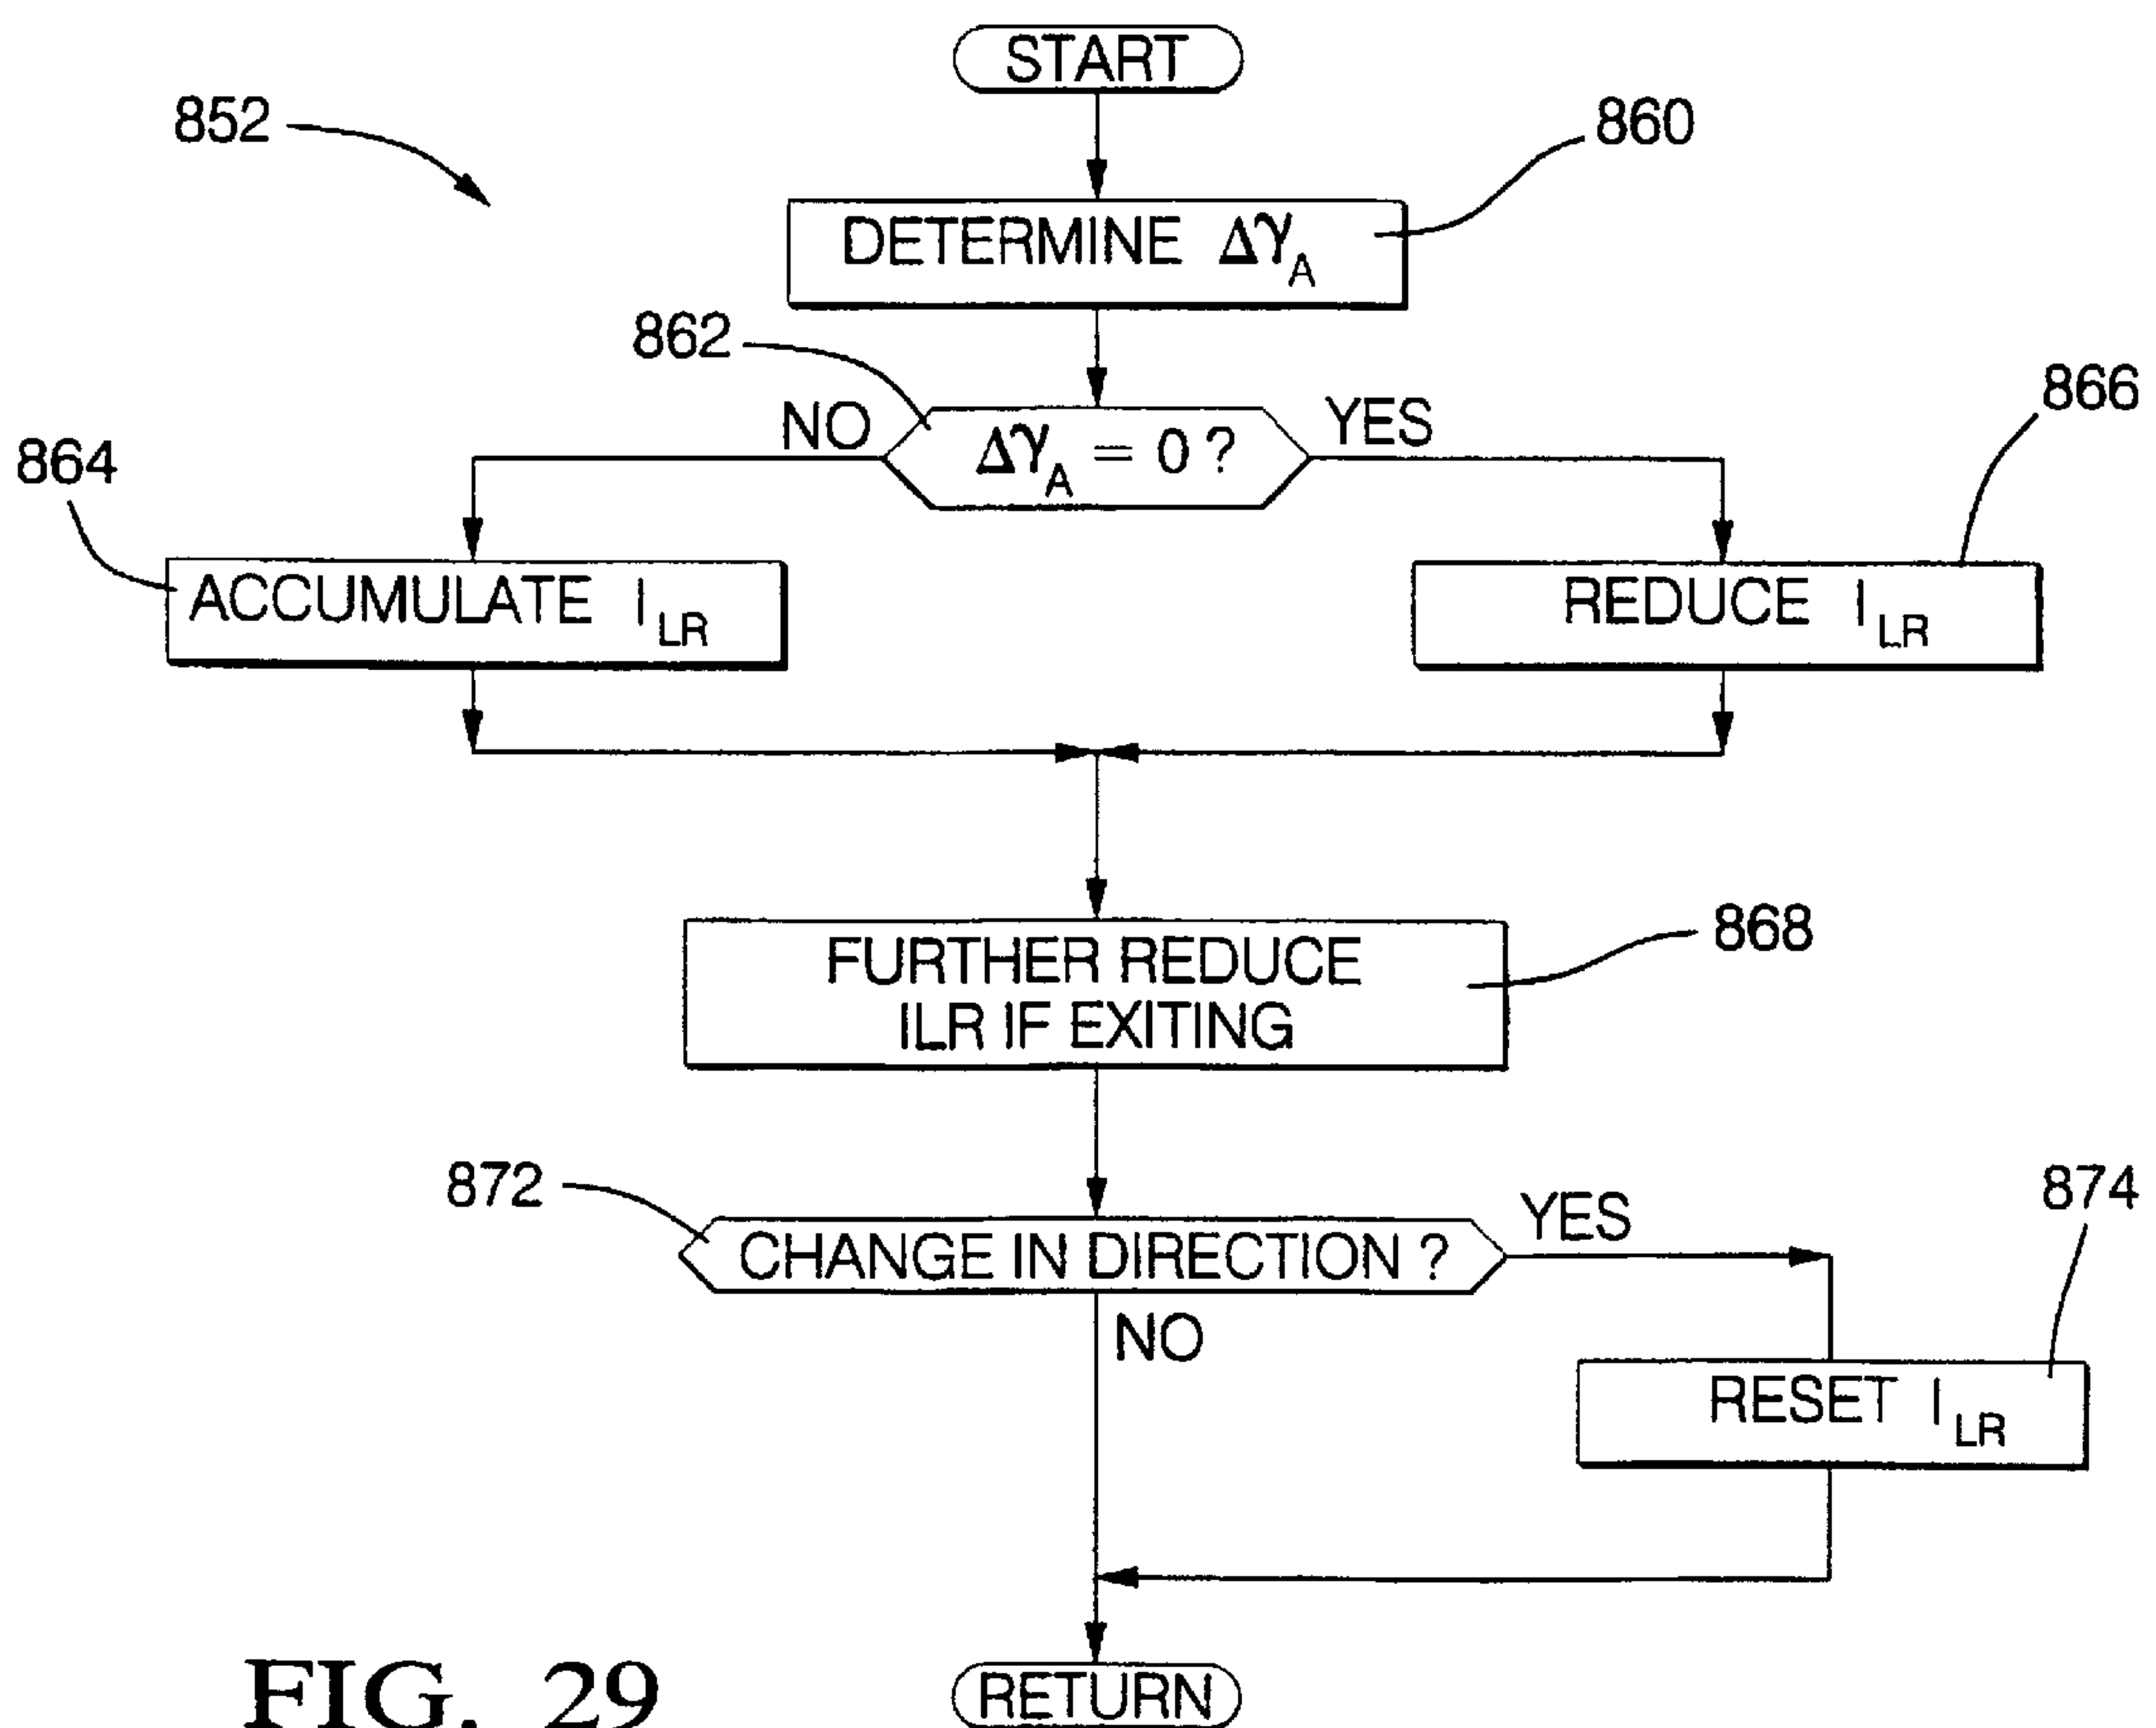 START
852
860
DETERMINE ΔγA
862
866
NO
ΔγA = 0 ?
YES
864
ACCUMULATE ILR
REDUCE ILR
868
FURTHER REDUCE
ILR IF EXITING
872
874
YES
CHANGE IN DIRECTION ?
NO
RESET ILR
FIG. 29
RETURN